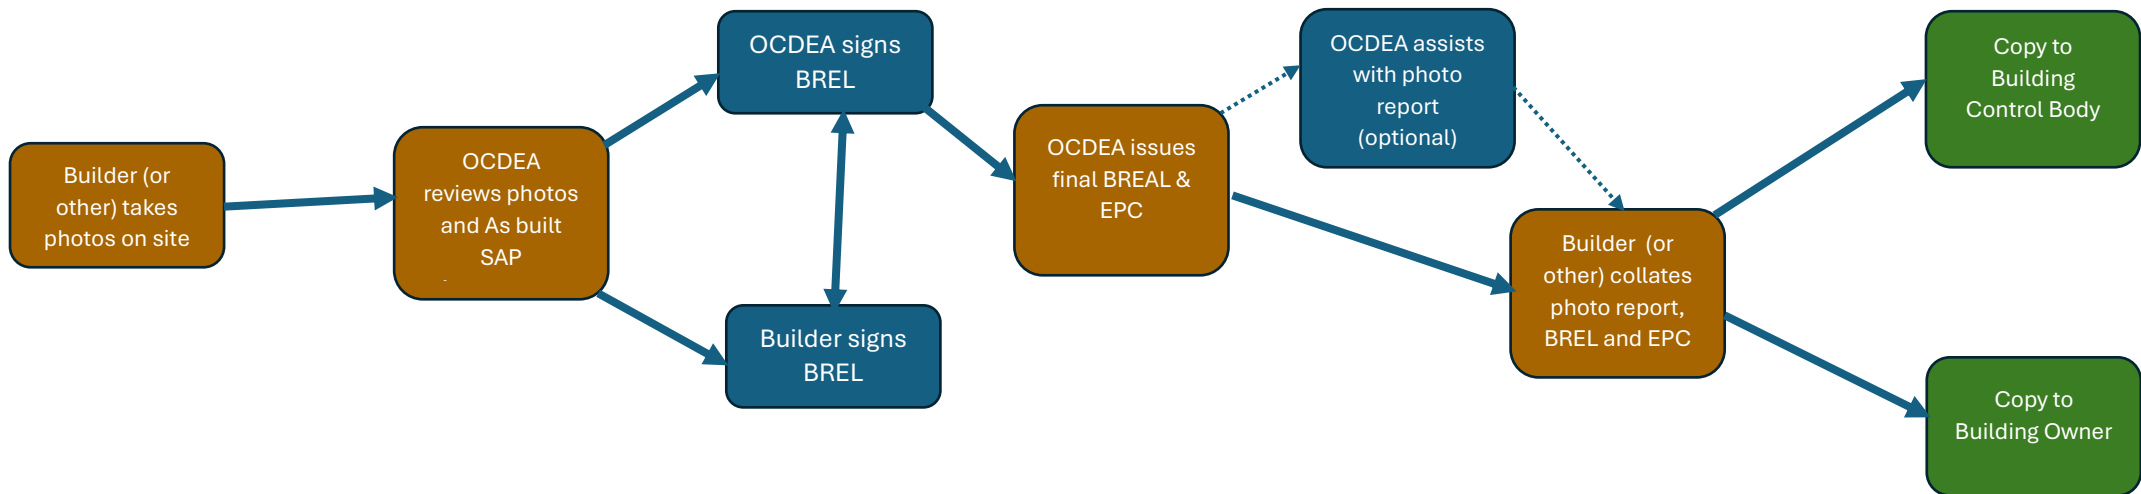 Builder (or
other) takes
photos on site
OCDEA
reviews photos
and As built
SAP
.
OCDEA signs
BREL
Builder signs
BREL
OCDEA issues
final BREAL &
EPC
OCDEA assists
with photo
report
(optional)
Builder (or
other) collates
photo report,
BREL and EPC
Copy to
Building
Control Body
Copy to
Building Owner